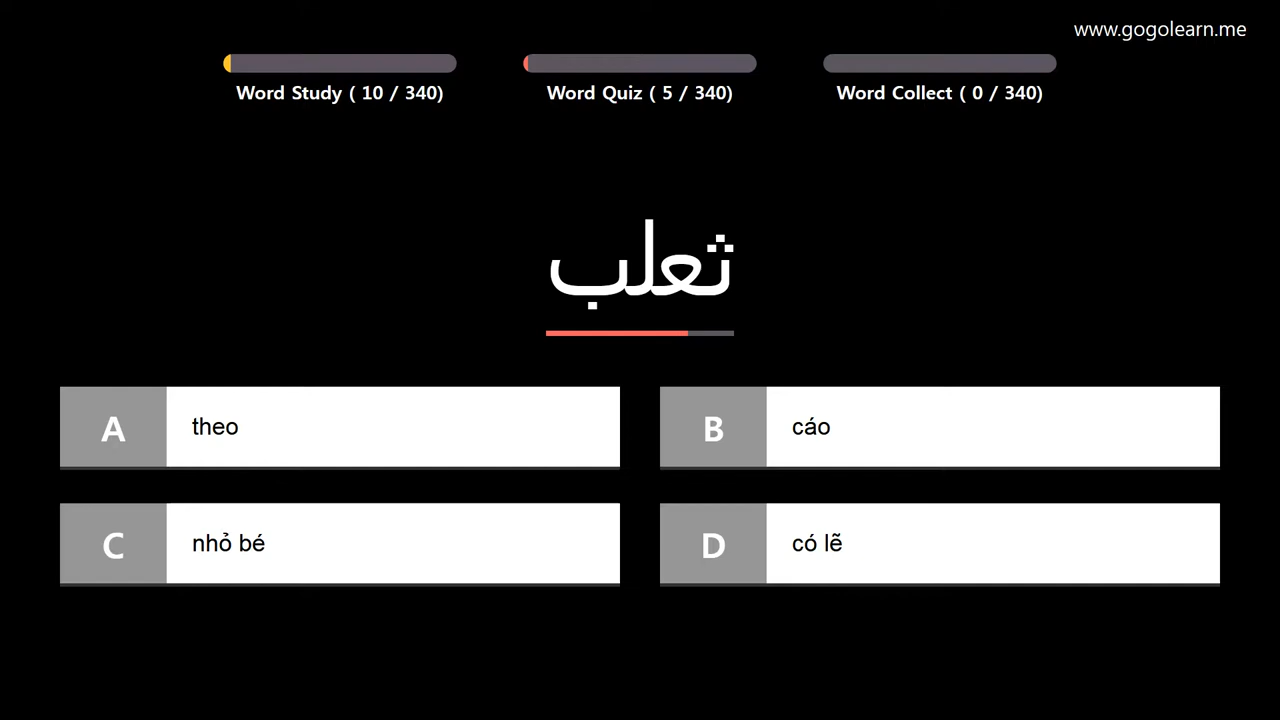 www.gogolearn.me
Word Study ( 10 / 340)
Word Quiz ( 5 / 340)
Word Collect ( 0 / 340)
ثعلب
A theo
B cáo
C nhỏ bé
D có lẽ